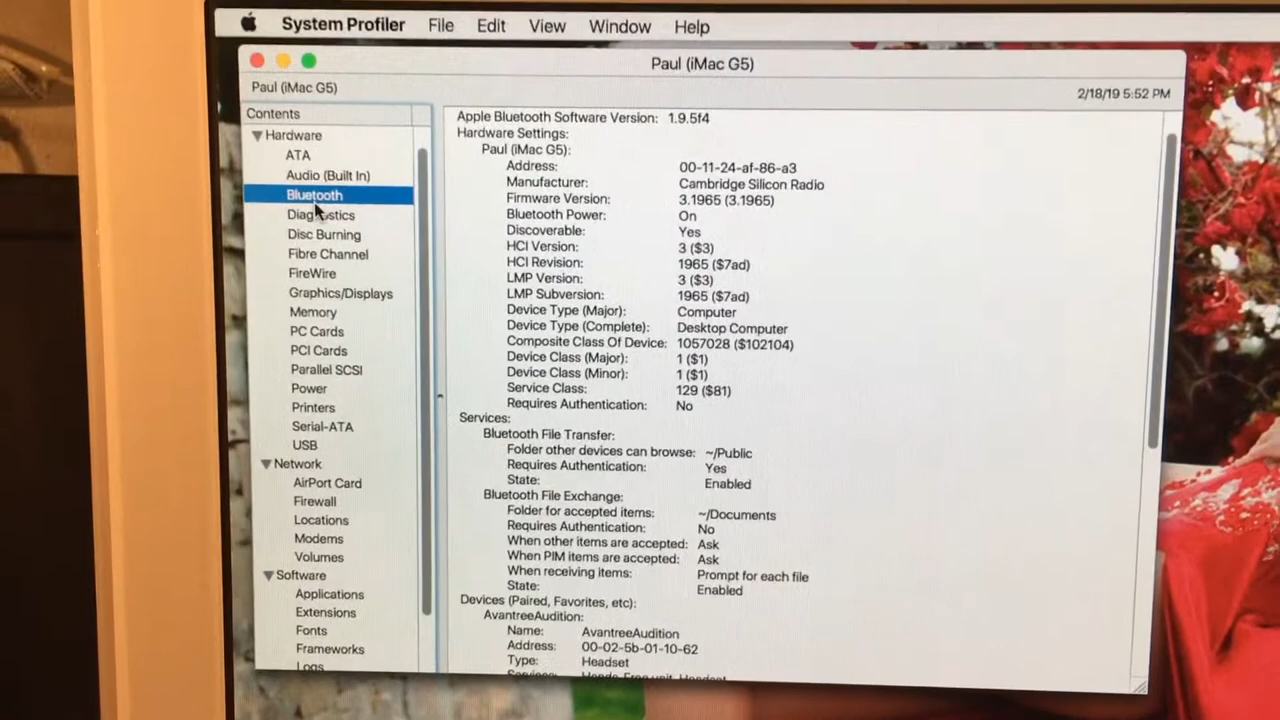 System Profiler File Edit View Window Help
Paul (iMac G5)
Paul (iMac G5)
2/18/19 5:52 PM
Contents
Hardware
ATA
Audio (Built In)
Bluetooth
Diagnostics
Disc Burning
Fibre Channel
FireWire
Graphics/Displays
Memory
PC Cards
PCI Cards
Parallel SCSI
Power
Printers
Serial-ATA
USB
Network
AirPort Card
Firewall
Locations
Modems
Volumes
Software
Applications
Extensions
Fonts
Frameworks
Logs
Apple Bluetooth Software Version: 1.9.5f4
Hardware Settings:
Paul (iMac G5):
Address: 00-11-24-af-86-a3
Manufacturer: Cambridge Silicon Radio
Firmware Version: 3.1965 (3.1965)
Bluetooth Power: On
Discoverable: Yes
HCI Version: 3 ($3)
HCI Revision: 1965 ($7ad)
LMP Version: 3 ($3)
LMP Subversion: 1965 ($7ad)
Device Type (Major): Computer
Device Type (Complete): Desktop Computer
Composite Class Of Device: 1057028 ($102104)
Device Class (Major): 1 ($1)
Device Class (Minor): 1 ($1)
Service Class: 129 ($81)
Requires Authentication: No
Services:
Bluetooth File Transfer:
Folder other devices can browse: ~/Public
Requires Authentication: Yes
State: Enabled
Bluetooth File Exchange:
Folder for accepted items: ~/Documents
Requires Authentication: No
When other items are accepted: Ask
When PIM items are accepted: Ask
When receiving items: Prompt for each file
State: Enabled
Devices (Paired, Favorites, etc):
AvantreeAudition:
Name: AvantreeAudition
Address: 00-02-5b-01-10-62
Type: Headset
Services: Hands-Free unit, Headset